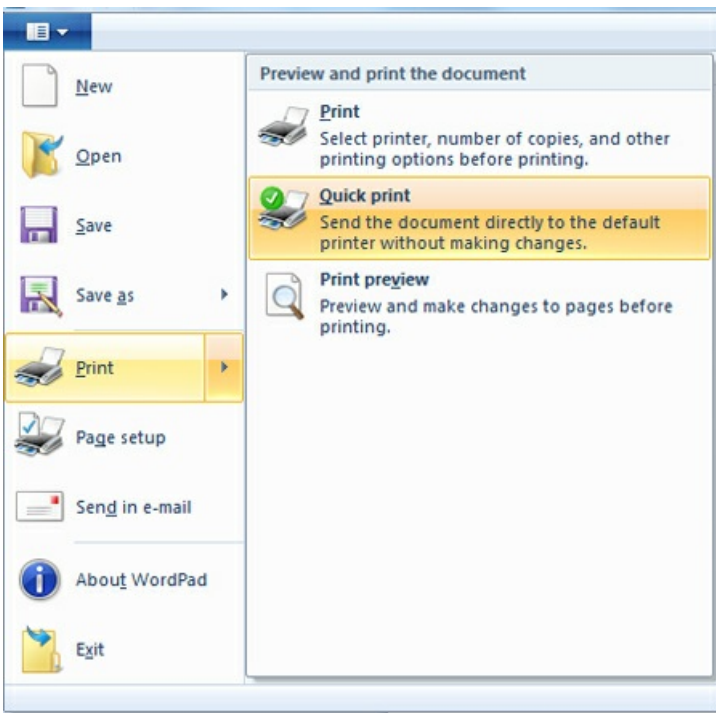 New
Open
Save
Save as
Print
Page setup
Send in e-mail
About WordPad
Exit
Preview and print the document
Print
Select printer, number of copies, and other
printing options before printing.
Quick print
Send the document directly to the default
printer without making changes.
Print preview
Preview and make changes to pages before
printing.